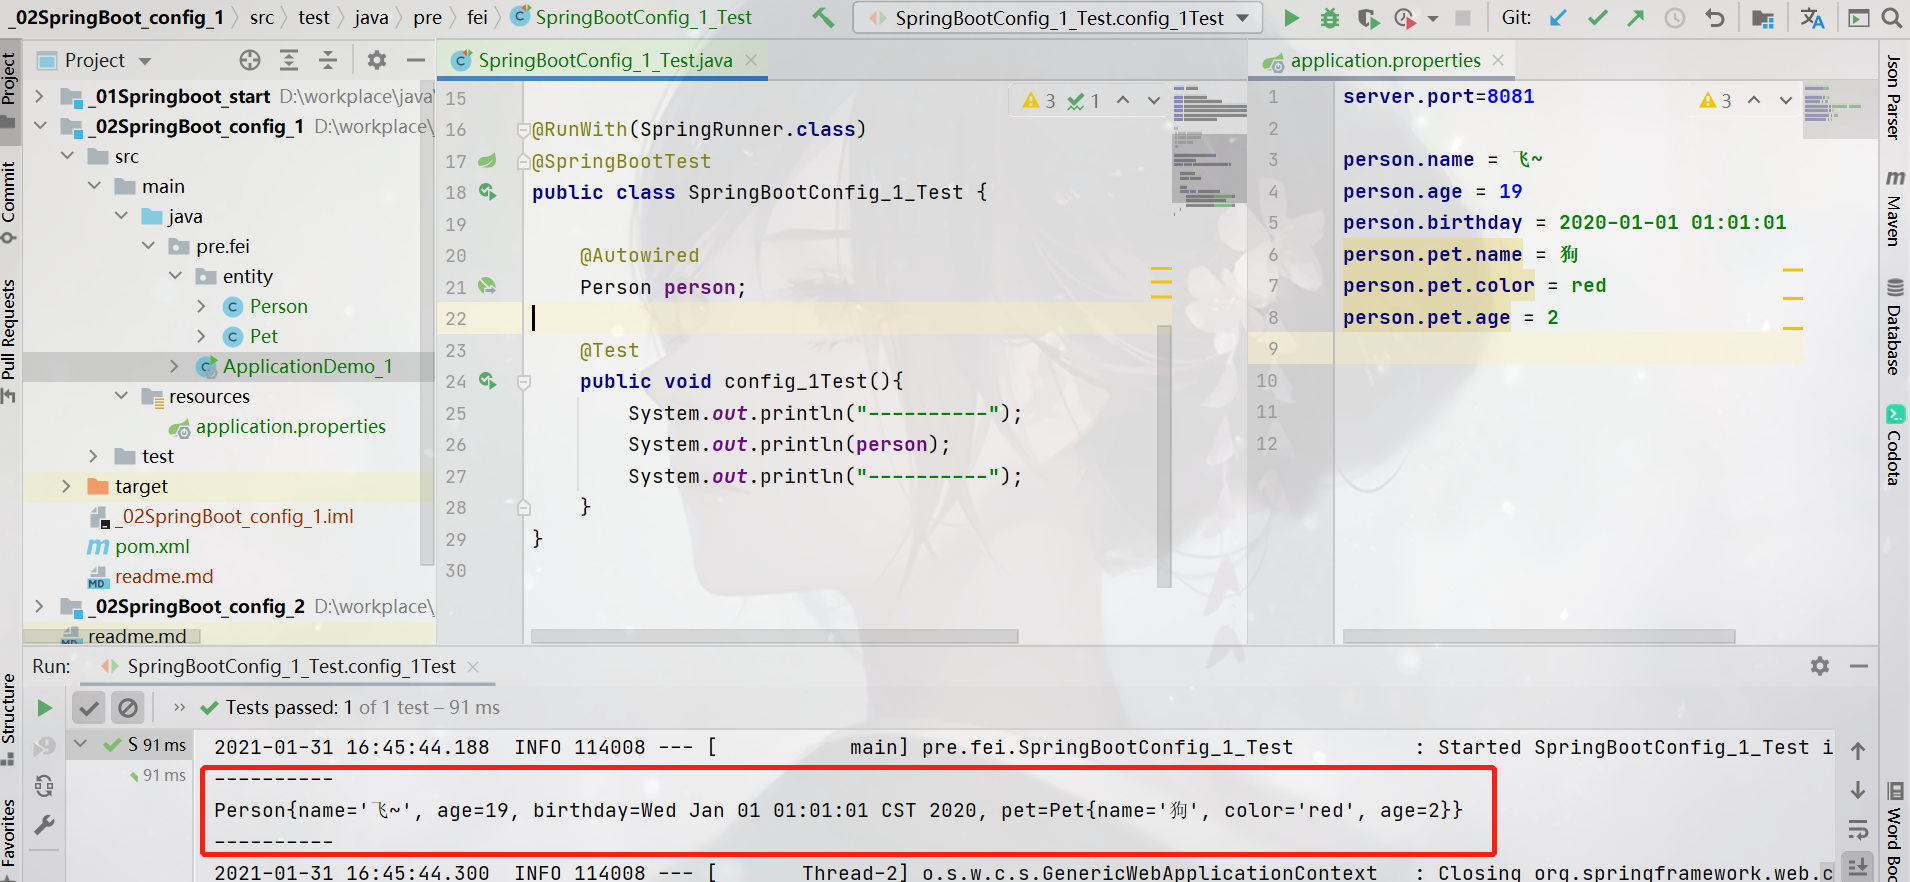 _02SpringBoot_config_1 src test java pre fei SpringBootConfig_1_Test
SpringBootConfig_1_Test.config_1Test
Git:
Project
SpringBootConfig_1_Test.java
application.properties
_01Springboot_start D:\workplace\java\
_02SpringBoot_config_1 D:\workplace\
src
main
java
pre.fei
entity
Person
Pet
ApplicationDemo_1
resources
application.properties
test
target
_02SpringBoot_config_1.iml
pom.xml
readme.md
_02SpringBoot_config_2 D:\workplace\
readme.md
3 1
15
16 @RunWith(SpringRunner.class)
17 @SpringBootTest
18 public class SpringBootConfig_1_Test {
19
20 @Autowired
21 Person person;
22
23 @Test
24 public void config_1Test(){
25 System.out.println("----------");
26 System.out.println(person);
27 System.out.println("----------");
28 }
29 }
30
3
1 server.port=8081
2
3 person.name = 飞~
4 person.age = 19
5 person.birthday = 2020-01-01 01:01:01
6 person.pet.name = 狗
7 person.pet.color = red
8 person.pet.age = 2
9
10
11
12
Project
Commit
Pull Requests
Structure
Favorites
Json Parser
Maven
Database
Codota
Word Bo
Run: SpringBootConfig_1_Test.config_1Test
Tests passed: 1 of 1 test – 91 ms
S 91 ms
91 ms
2021-01-31 16:45:44.188 INFO 114008 --- [ main] pre.fei.SpringBootConfig_1_Test : Started SpringBootConfig_1_Test i
----------
Person{name='飞~', age=19, birthday=Wed Jan 01 01:01:01 CST 2020, pet=Pet{name='狗', color='red', age=2}}
----------
2021-01-31 16:45:44.300 INFO 114008 --- [ Thread-2] o.s.w.c.s.GenericWebApplicationContext : Closing org.springframework.web.c